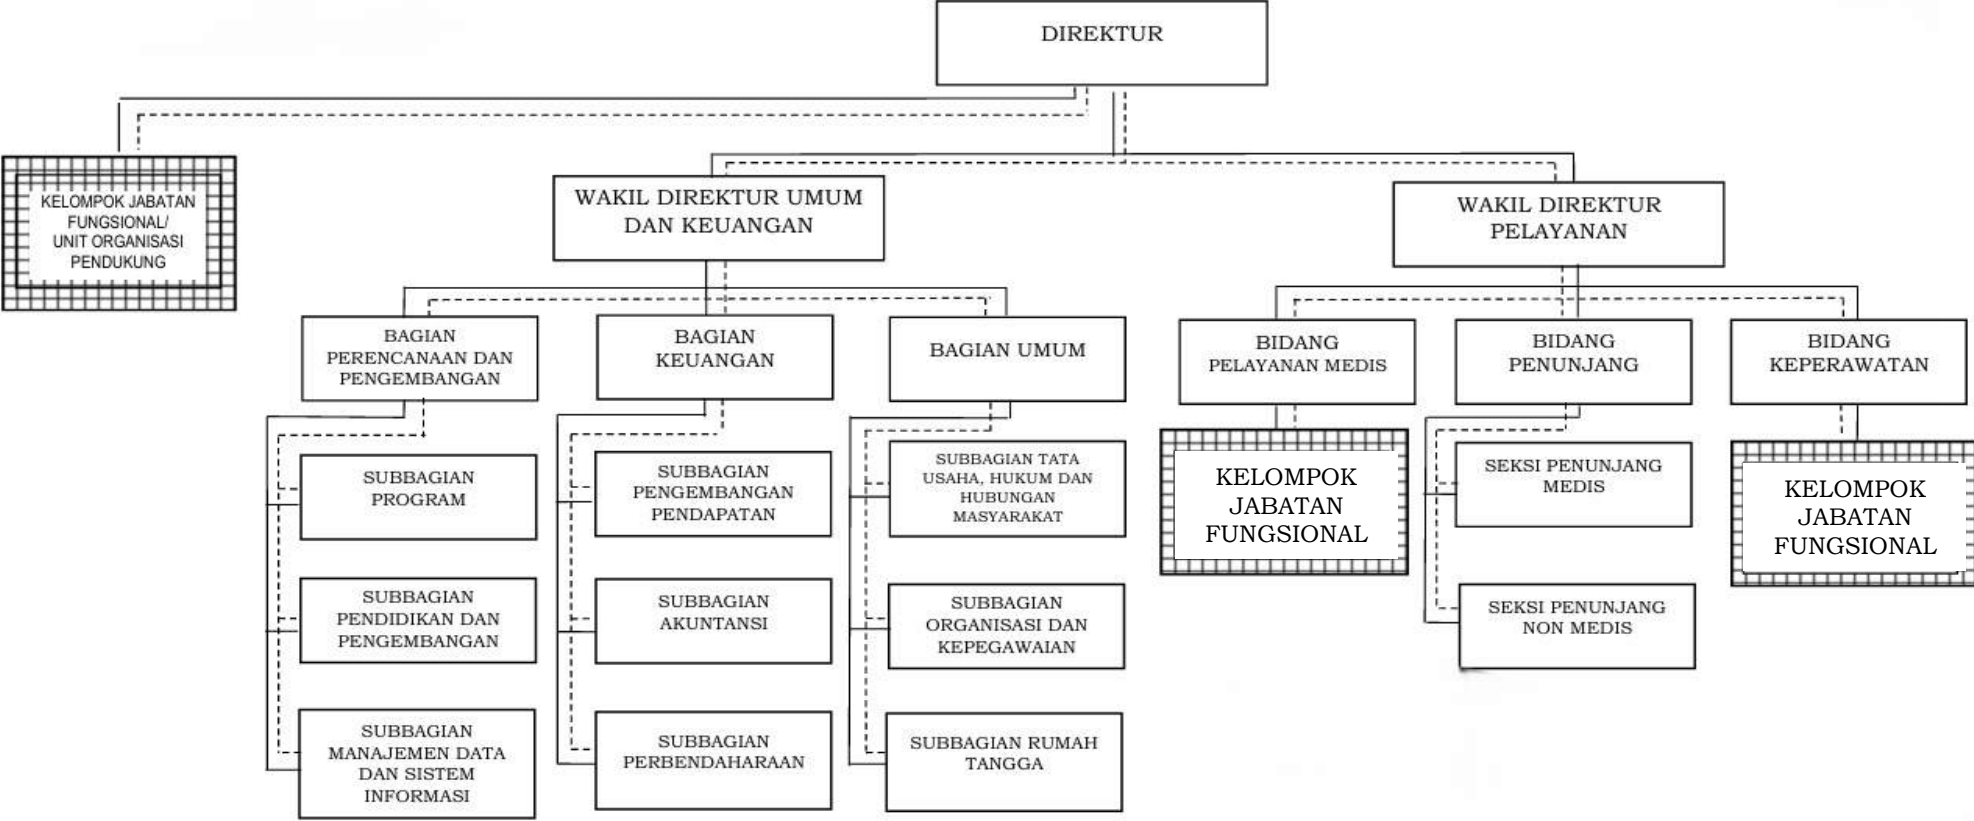 DIREKTUR
KELOMPOK JABATAN
FUNGSIONAL/
UNIT ORGANISASI
PENDUKUNG
WAKIL DIREKTUR UMUM
DAN KEUANGAN
WAKIL DIREKTUR
PELAYANAN
BAGIAN
PERENCANAAN DAN
PENGEMBANGAN
BAGIAN
KEUANGAN
BAGIAN UMUM
BIDANG
PELAYANAN MEDIS
BIDANG
PENUNJANG
BIDANG
KEPERAWATAN
SUBBAGIAN
PROGRAM
SUBBAGIAN
PENGEMBANGAN
PENDAPATAN
SUBBAGIAN TATA
USAHA, HUKUM DAN
HUBUNGAN
MASYARAKAT
KELOMPOK
JABATAN
FUNGSIONAL
SEKSI PENUNJANG
MEDIS
KELOMPOK
JABATAN
FUNGSIONAL
SUBBAGIAN
PENDIDIKAN DAN
PENGEMBANGAN
SUBBAGIAN
AKUNTANSI
SUBBAGIAN
ORGANISASI DAN
KEPEGAWAIAN
SEKSI PENUNJANG
NON MEDIS
SUBBAGIAN
MANAJEMEN DATA
DAN SISTEM
INFORMASI
SUBBAGIAN
PERBENDAHARAAN
SUBBAGIAN RUMAH
TANGGA